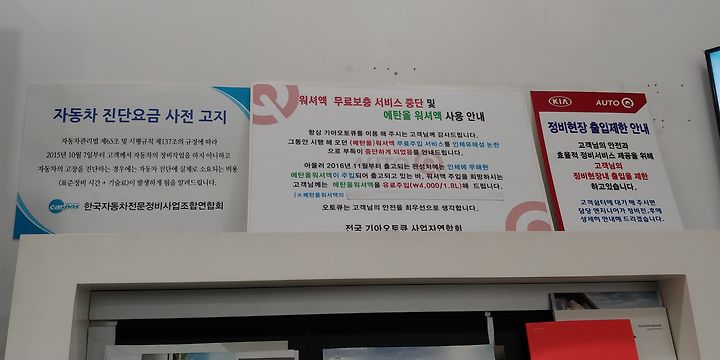 자동차 진단요금 사전 고지
자동차관리법 제65조 및 시행규칙 제137조의 규정에 따라
2015년 10월 7일부터 고객께서 자동차의 정비작업을 하지 아니하고
자동차의 고장을 진단하는 경우에는 자동차 진단에 실제로 소요되는 비용
(표준정비 시간 + 기술료)이 발생하게 됨을 알려드립니다.
carpos 한국자동차전문정비사업조합연합회
워셔액 무료보충 서비스 중단 및
에탄올 워셔액 사용 안내
항상 기아오토큐를 이용 해 주시는 고객님께 감사드립니다.
그동안 시행 해 오던 (메탄올)워셔액 무료주입 서비스를 인체유해성 논란
으로 부득이 중단하게 되었음을 안내드립니다.
아울러 2016년 11월부터 출고되는 완성차에는 인체에 무해한
에탄올 워셔액이 주입되어 출고되고 있는 바, 워셔액 주입을 희망하시는
고객님께는 에탄올워셔액을 유료주입(₩4,000/1.8L)해 드립니다.
(※에탄올워셔액의
오토큐는 고객님의 안전을 최우선으로 생각합니다.
전국 기아오토큐 사업자연합회
KIA AUTO Q
정비현장 출입제한 안내
고객님의 안전과
효율적 정비서비스 제공을 위해
고객님의
정비현장내 출입을 제한
하고있습니다.
고객쉼터에 대기 해 주시면
담당 엔지니어가 정비진,후에
상세히 안내해 드리겠습니다.